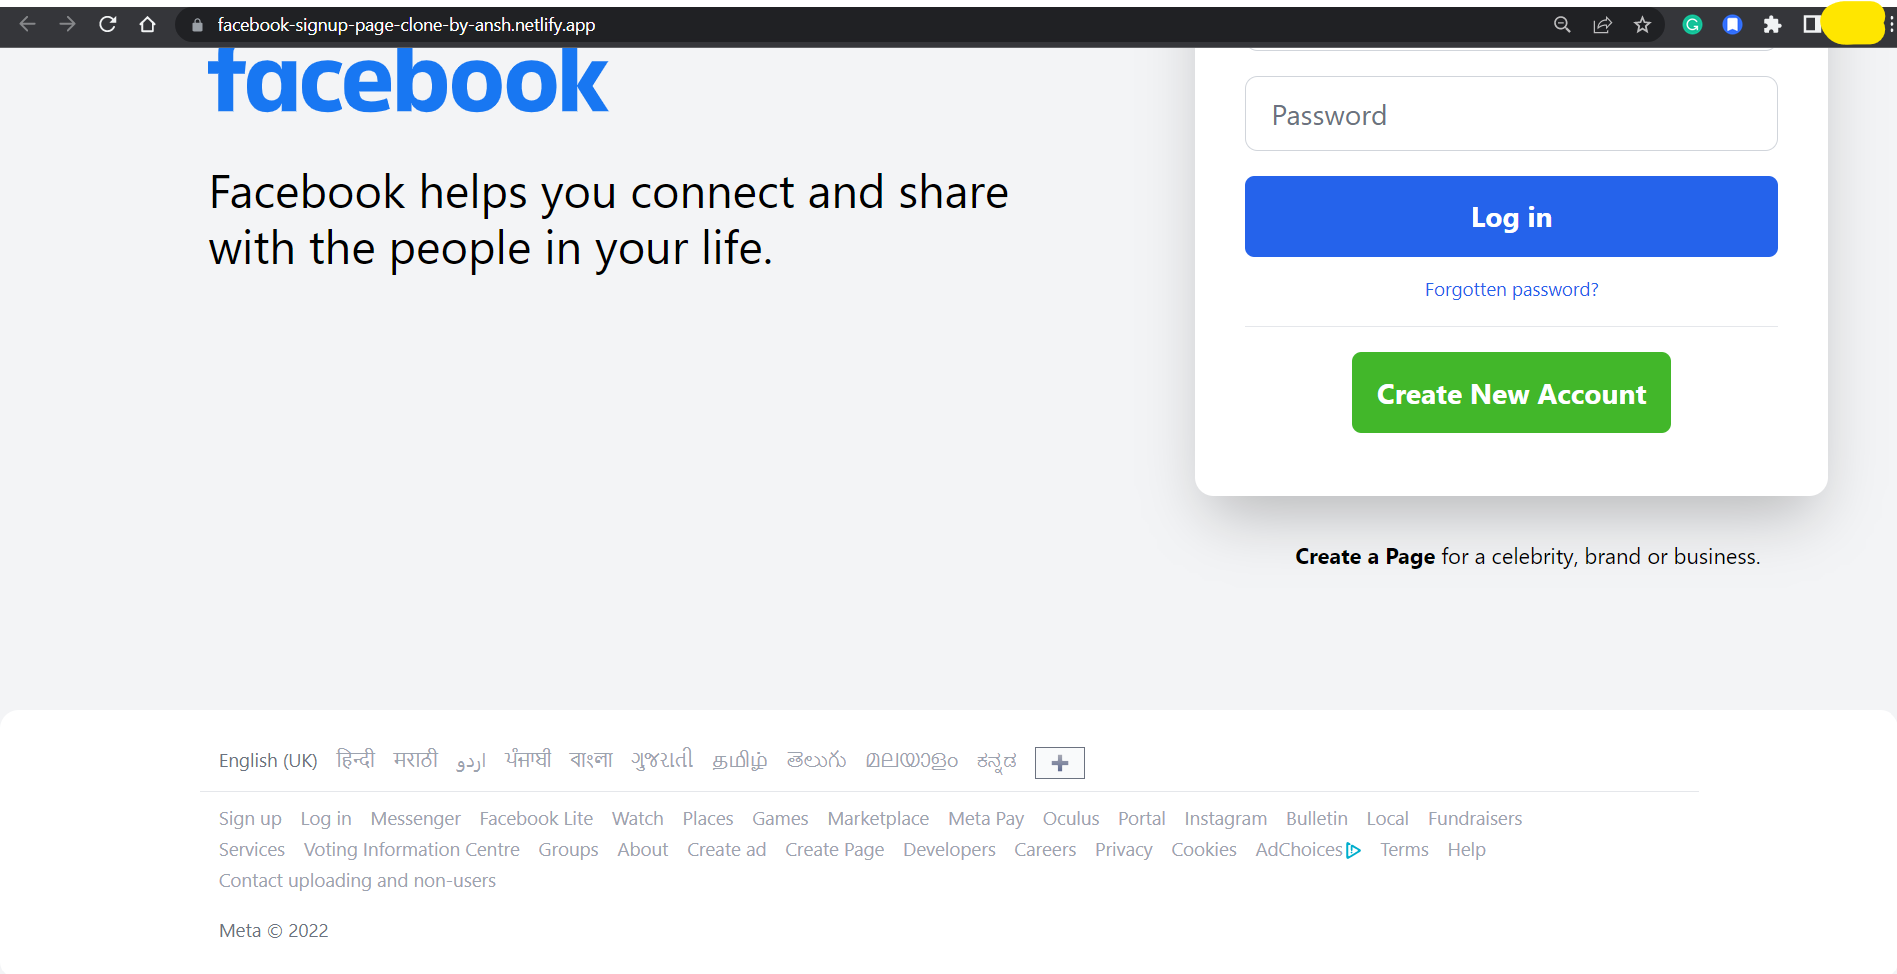 facebook-signup-page-clone-by-ansh.netlify.app
facebook
Facebook helps you connect and share
with the people in your life.
Password
Log in
Forgotten password?
Create New Account
Create a Page for a celebrity, brand or business.
English (UK) हिन्दी मराठी اردو ਪੰਜਾਬੀ বাংলা ગુજરાતી தமிழ் తెలుగు മലയാളം ಕನ್ನಡ
Sign up Log in Messenger Facebook Lite Watch Places Games Marketplace Meta Pay Oculus Portal Instagram Bulletin Local Fundraisers
Services Voting Information Centre Groups About Create ad Create Page Developers Careers Privacy Cookies AdChoices Terms Help
Contact uploading and non-users
Meta © 2022